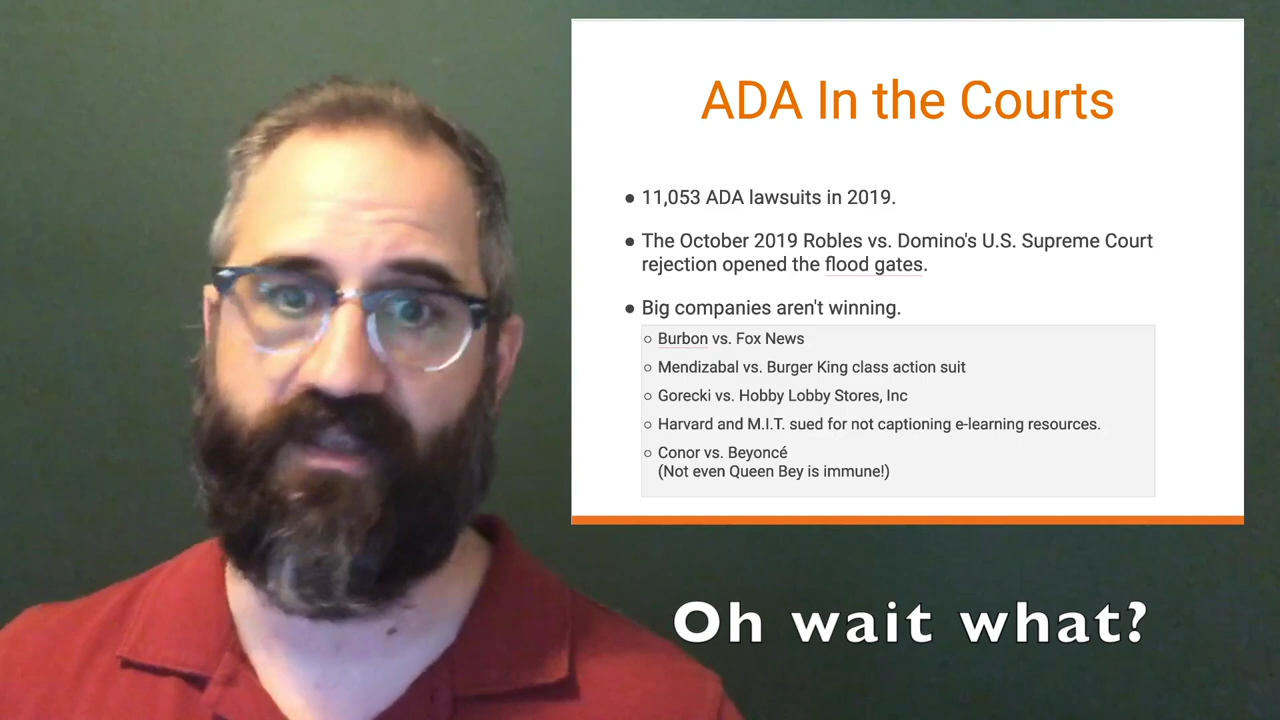 ADA In the Courts
● 11,053 ADA lawsuits in 2019.
● The October 2019 Robles vs. Domino's U.S. Supreme Court
rejection opened the flood gates.
● Big companies aren't winning.
○ Burbon vs. Fox News
○ Mendizabal vs. Burger King class action suit
○ Gorecki vs. Hobby Lobby Stores, Inc
○ Harvard and M.I.T. sued for not captioning e-learning resources.
○ Conor vs. Beyoncé
(Not even Queen Bey is immune!)
Oh wait what?